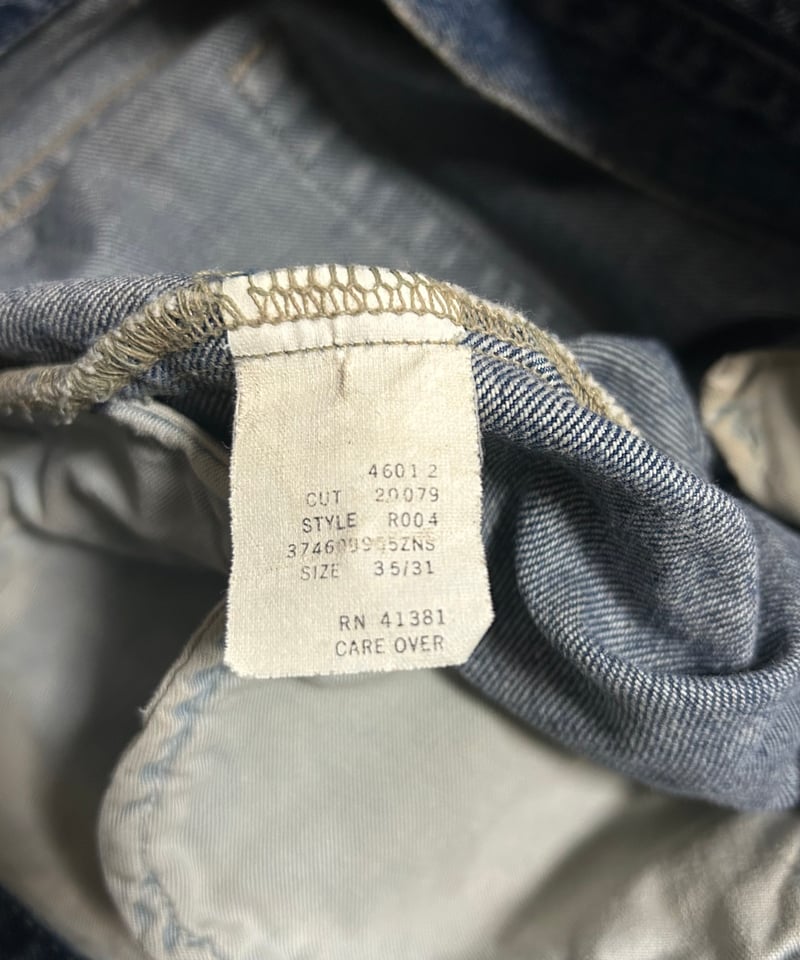 4601 2
CUT 20079
STYLE R004
SIZE 35/31
RN 41381
CARE OVER